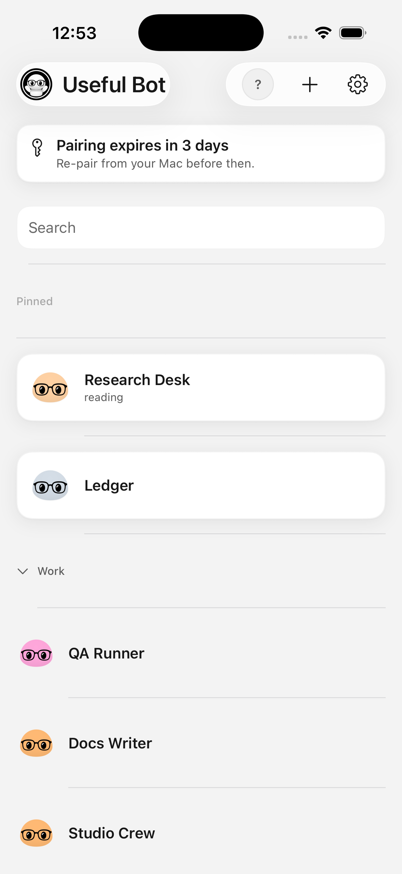 12:53
Useful Bot
?
Pairing expires in 3 days
Re-pair from your Mac before then.
Search
Pinned
Research Desk
reading
Ledger
Work
QA Runner
Docs Writer
Studio Crew